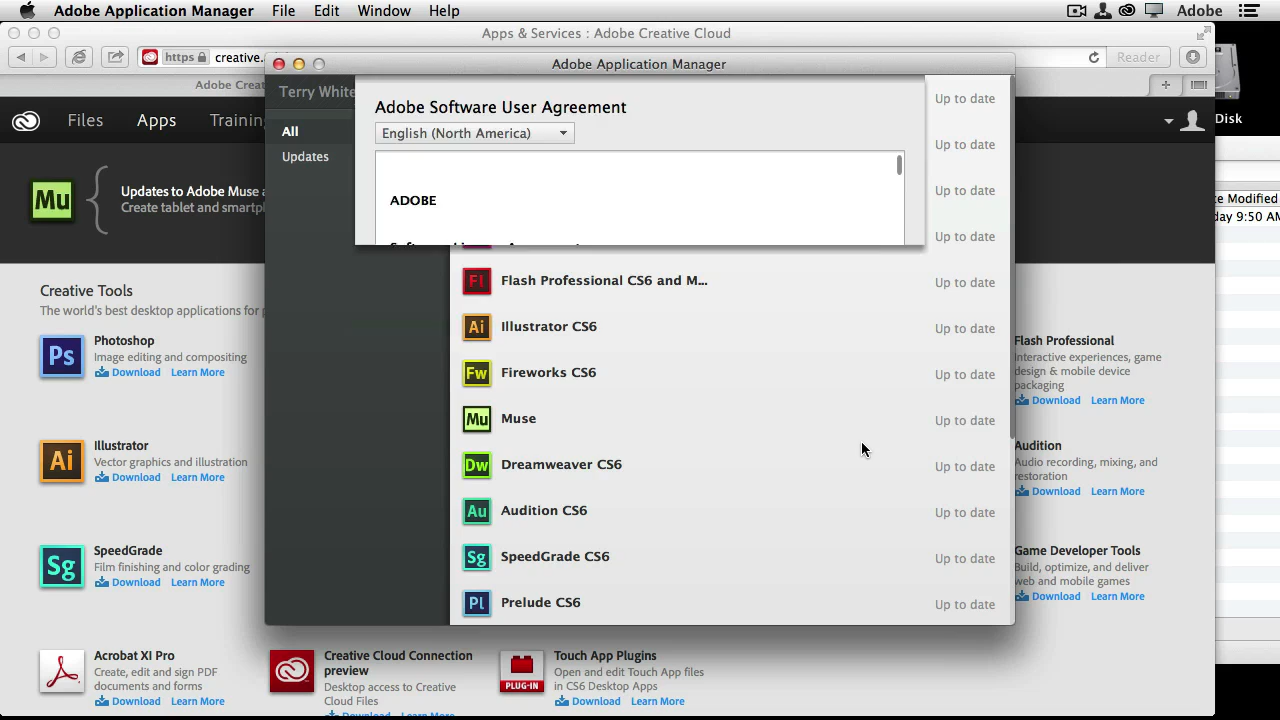 Adobe Application Manager File Edit Window Help Adobe
Apps & Services : Adobe Creative Cloud
https creative. Reader
Adobe Creat
Adobe Application Manager
Files Apps Training
Disk
Terry White
All
Updates
Adobe Software User Agreement
English (North America)
ADOBE
Mu
Updates to Adobe Muse a
Create tablet and smartp
Creative Tools
The world's best desktop applications for p
Ps
Photoshop
Image editing and compositing
Download Learn More
Ai
Illustrator
Vector graphics and illustration
Download Learn More
Sg
SpeedGrade
Film finishing and color grading
Download Learn More
Acrobat XI Pro
Create, edit and sign PDF
documents and forms
Download Learn More
Up to date
Up to date
Up to date
Up to date
Fl Flash Professional CS6 and M... Up to date
Ai Illustrator CS6 Up to date
Fw Fireworks CS6 Up to date
Mu Muse Up to date
Dw Dreamweaver CS6 Up to date
Au Audition CS6 Up to date
Sg SpeedGrade CS6 Up to date
Pl Prelude CS6 Up to date
Creative Cloud Connection
preview
Desktop access to Creative
Cloud Files
Download Learn More
PLUG-IN
Touch App Plugins
Open and edit Touch App files
in CS6 Desktop Apps
Download Learn More
Flash Professional
Interactive experiences, game
design & mobile device
packaging
Download Learn More
Audition
Audio recording, mixing, and
restoration
Download Learn More
Game Developer Tools
Build, optimize, and deliver
web and mobile games
Download Learn More
te Modified
day 9:50 AM